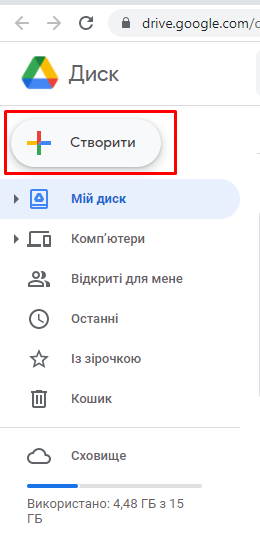 drive.google.com/
Диск
Створити
Мій диск
Комп'ютери
Відкриті для мене
Останні
Із зірочкою
Кошик
Сховище
Використано: 4,48 ГБ з 15
ГБ